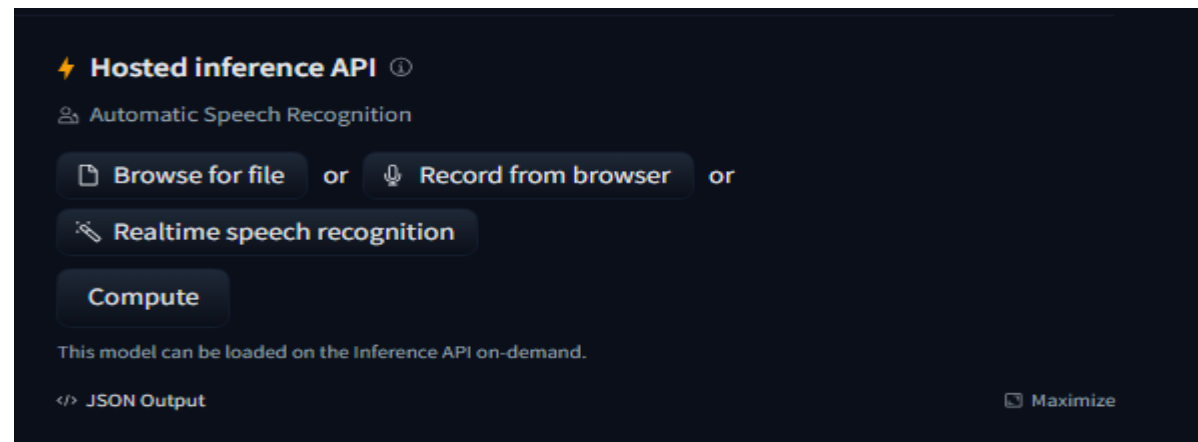 Hosted inference API
Automatic Speech Recognition
Browse for file or Record from browser or
Realtime speech recognition
Compute
This model can be loaded on the Inference API on-demand.
</> JSON Output Maximize